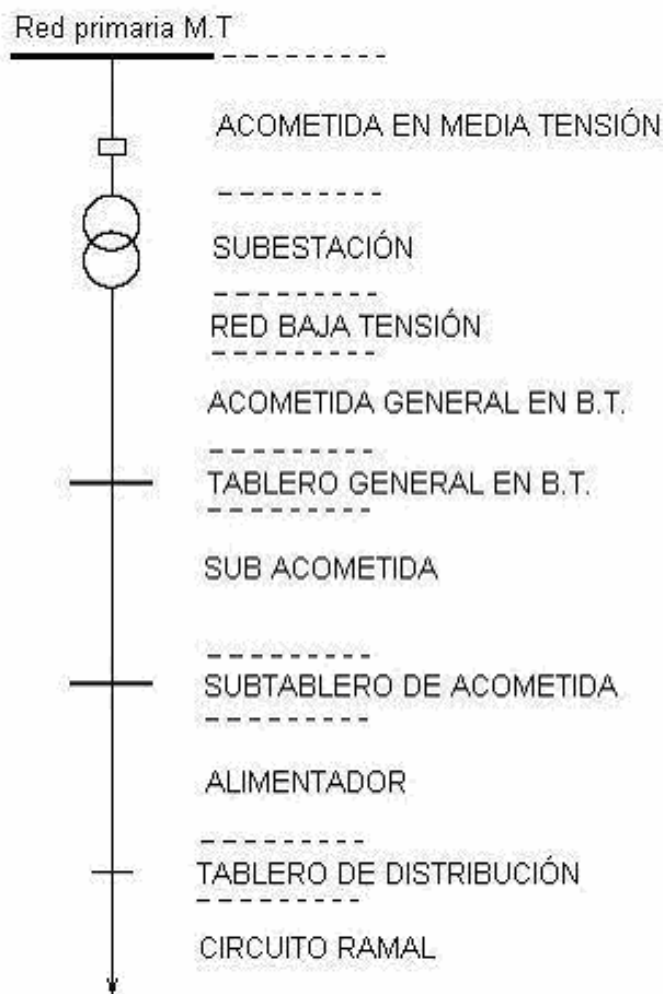 Red primaria M.T
ACOMETIDA EN MEDIA TENSIÓN
SUBESTACIÓN
RED BAJA TENSIÓN
ACOMETIDA GENERAL EN B.T.
TABLERO GENERAL EN B.T.
SUB ACOMETIDA
SUBTABLERO DE ACOMETIDA
ALIMENTADOR
TABLERO DE DISTRIBUCIÓN
CIRCUITO RAMAL